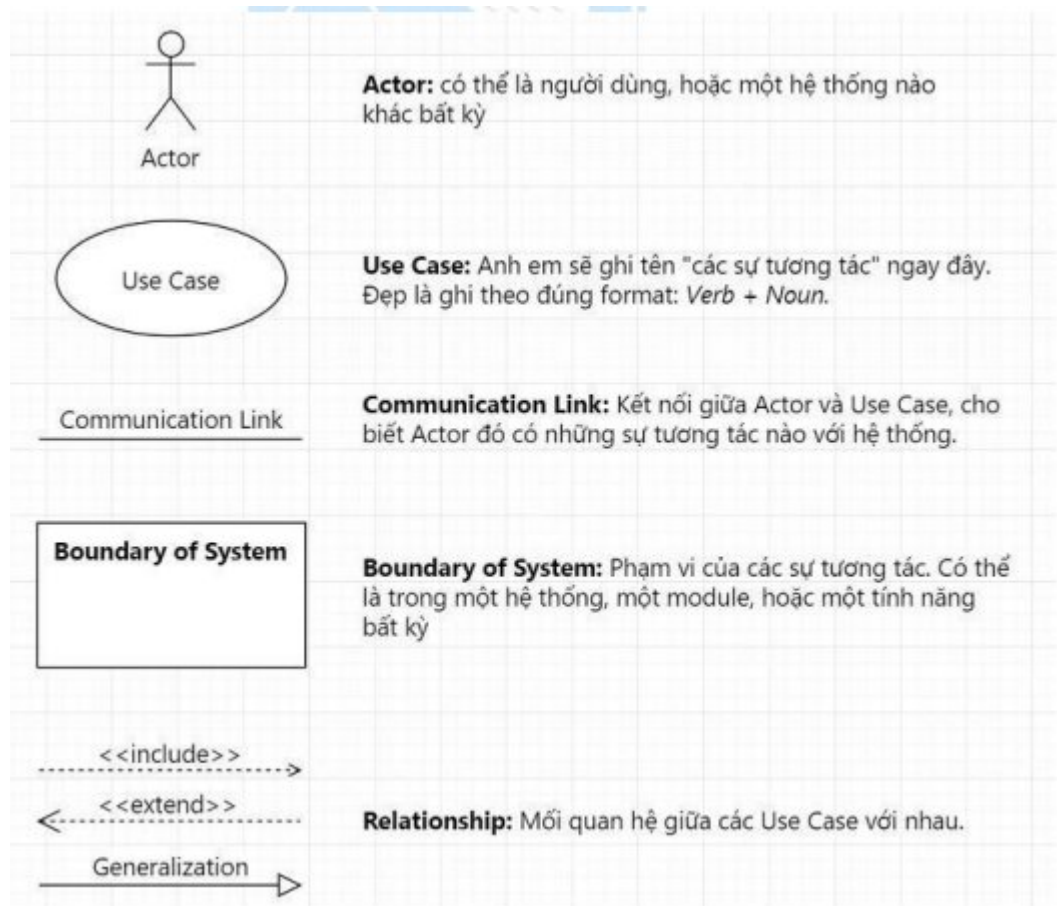 Actor
Actor: có thể là người dùng, hoặc một hệ thống nào
khác bất kỳ
Use Case
Use Case: Anh em sẽ ghi tên "các sự tương tác" ngay đây.
Đẹp là ghi theo đúng format: Verb + Noun.
Communication Link
Communication Link: Kết nối giữa Actor và Use Case, cho
biết Actor đó có những sự tương tác nào với hệ thống.
Boundary of System
Boundary of System: Phạm vi của các sự tương tác. Có thể
là trong một hệ thống, một module, hoặc một tính năng
bất kỳ
<<include>>
<<extend>>
Generalization
Relationship: Mối quan hệ giữa các Use Case với nhau.